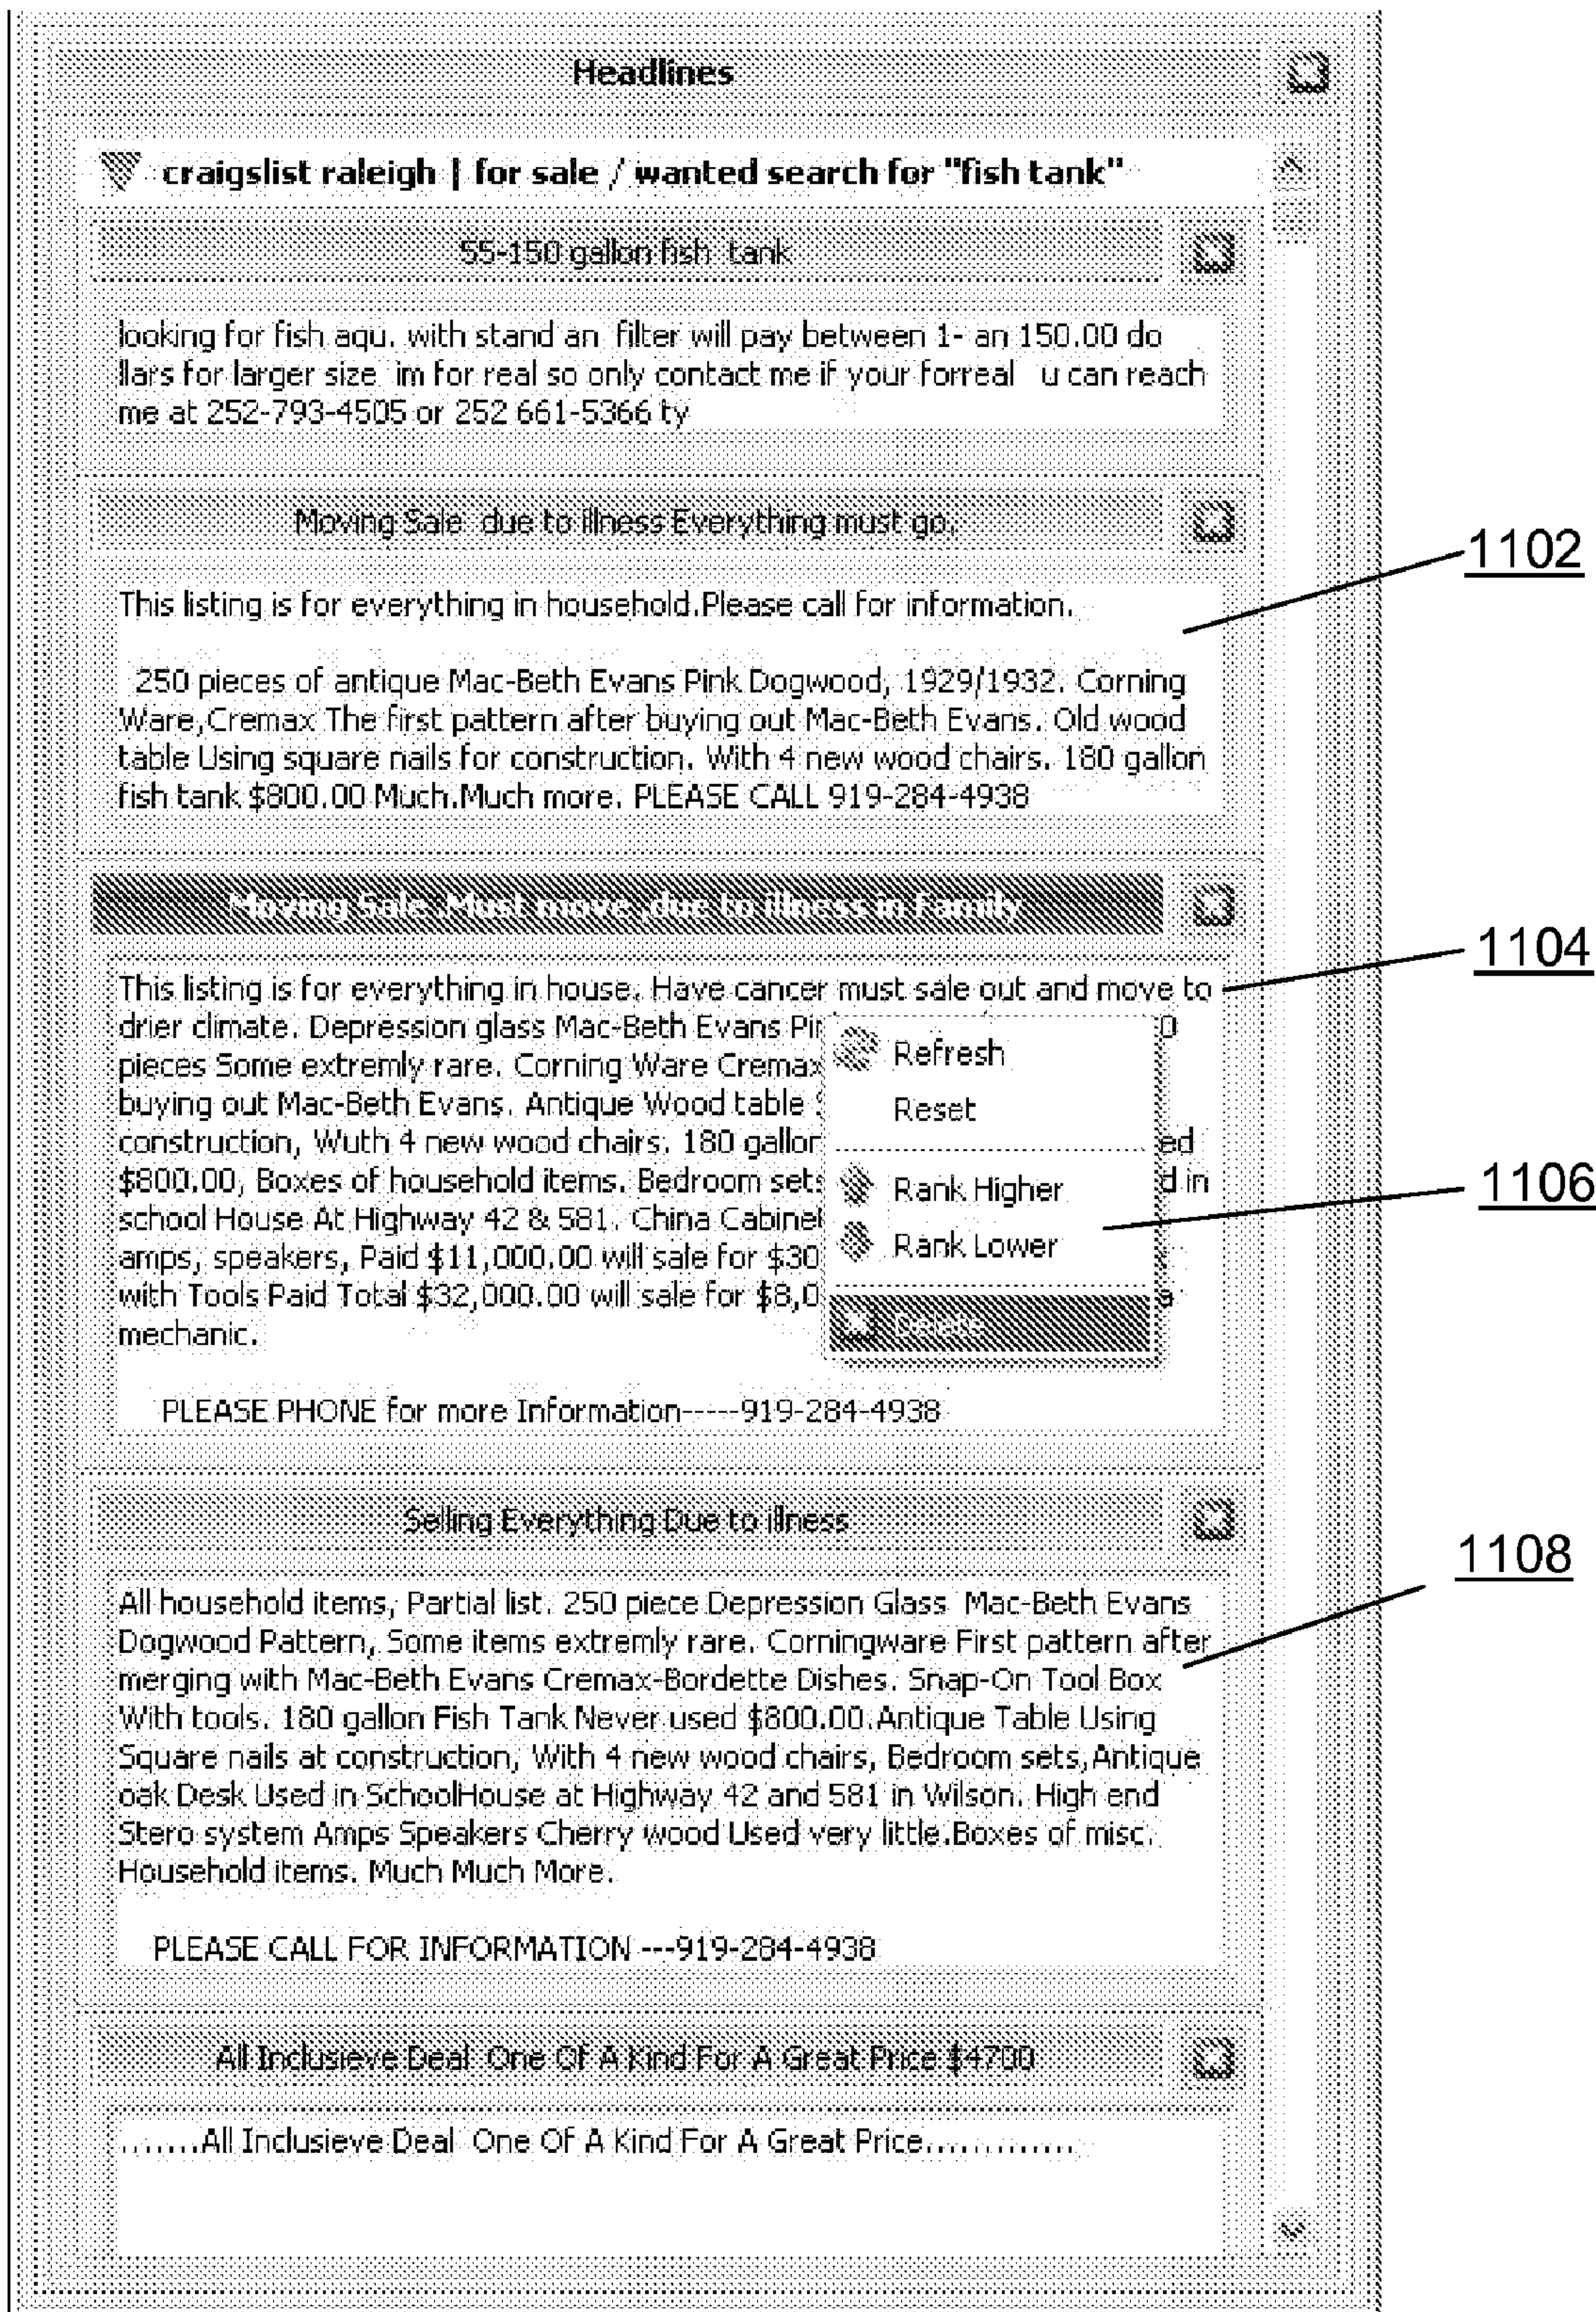 Headlines
craigslist raleigh | for sale / wanted search for "fish tank"
55-150 gallon fish tank
looking for fish aqu. with stand an filter will pay between 1- an 150.00 do
llars for larger size im for real so only contact me if your forreal u can reach
me at 252-793-4505 or 252 661-5366 ty
Moving Sale due to illness Everything must go.
1102
This listing is for everything in household.Please call for information.
250 pieces of antique Mac-Beth Evans Pink Dogwood, 1929/1932. Corning
Ware,Cremax The first pattern after buying out Mac-Beth Evans. Old wood
table Using square nails for construction. With 4 new wood chairs. 180 gallon
fish tank $800.00 Much.Much more. PLEASE CALL 919-284-4938
Moving Sale .Must move ,due to illness in Family
1104
This listing is for everything in house. Have cancer must sale out and move to
drier climate. Depression glass Mac-Beth Evans Pin 0
pieces Some extremly rare. Corning Ware Cremax
buying out Mac-Beth Evans. Antique Wood table
construction, Wuth 4 new wood chairs. 180 gallon ed
$800.00, Boxes of household items. Bedroom sets d in
school House At Highway 42 & 581. China Cabinet
amps, speakers, Paid $11,000.00 will sale for $30
with Tools Paid Total $32,000.00 will sale for $8,0 a
mechanic.
PLEASE PHONE for more Information-----919-284-4938
Refresh
Reset
Rank Higher
Rank Lower
Delete
1106
Selling Everything Due to illness
1108
All household items, Partial list. 250 piece Depression Glass Mac-Beth Evans
Dogwood Pattern, Some items extremly rare. Corningware First pattern after
merging with Mac-Beth Evans Cremax-Bordette Dishes. Snap-On Tool Box
With tools. 180 gallon Fish Tank Never used $800.00.Antique Table Using
Square nails at construction, With 4 new wood chairs, Bedroom sets,Antique
oak Desk Used in SchoolHouse at Highway 42 and 581 in Wilson. High end
Stero system Amps Speakers Cherry wood Used very little.Boxes of misc.
Household items. Much Much More.
PLEASE CALL FOR INFORMATION ---919-284-4938
All Inclusieve Deal One Of A Kind For A Great Price $4700
.......All Inclusieve Deal One Of A Kind For A Great Price.............